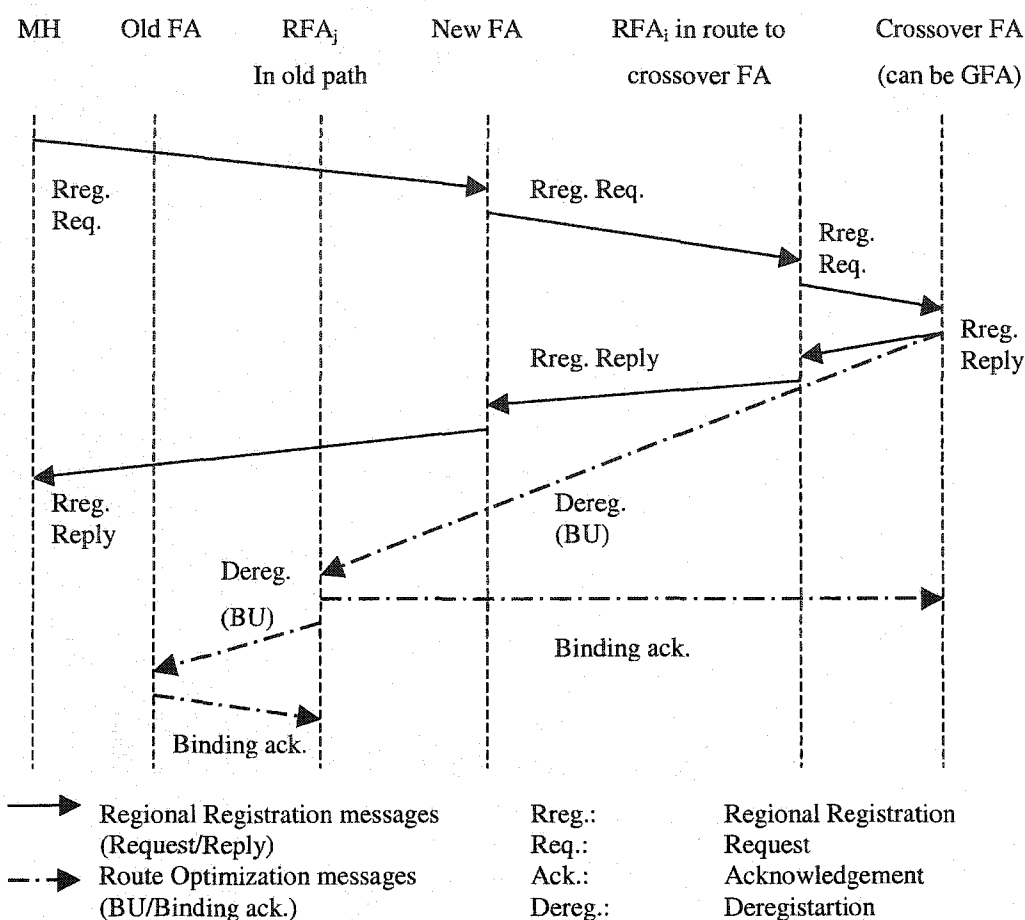 MH Old FA RFAj New FA RFAi in route to Crossover FA
In old path crossover FA (can be GFA)
Rreg.
Req.
Rreg. Req.
Rreg.
Req.
Rreg.
Reply
Rreg. Reply
Rreg.
Reply
Dereg.
(BU)
Dereg.
(BU)
Binding ack.
Binding ack.
Regional Registration messages
(Request/Reply)
Route Optimization messages
(BU/Binding ack.)
Rreg.: Regional Registration
Req.: Request
Ack.: Acknowledgement
Dereg.: Deregistartion